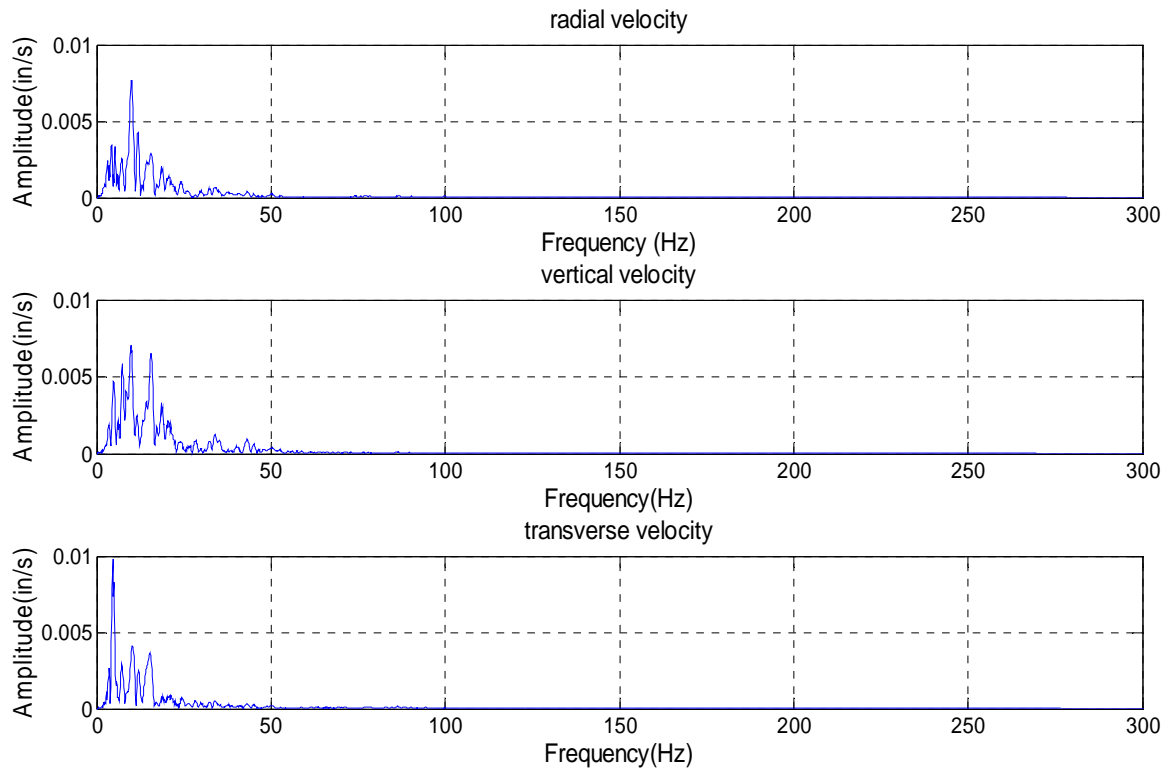 radial velocity
Amplitude(in/s)
0.01
0.005
0
0 50 100 150 200 250 300
Frequency (Hz)
vertical velocity
Amplitude(in/s)
0.01
0.005
0
0 50 100 150 200 250 300
Frequency(Hz)
transverse velocity
Amplitude(in/s)
0.01
0.005
0
0 50 100 150 200 250 300
Frequency(Hz)